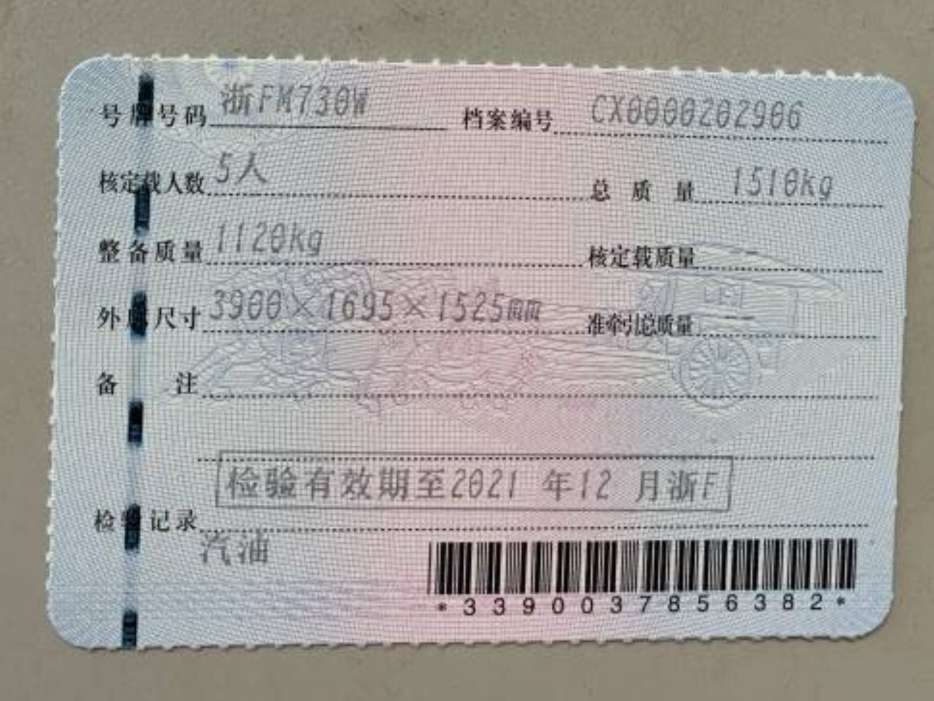 号牌号码 浙FM730W 档案编号 CX0000202906
核定载人数 5人 总质量 1510kg
整备质量 1120kg 核定载质量
外廓尺寸 3900×1695×1525mm 准牵引总质量 --
备注
检验有效期至2021 年12 月浙F
检验记录
汽油
*3390037856382*